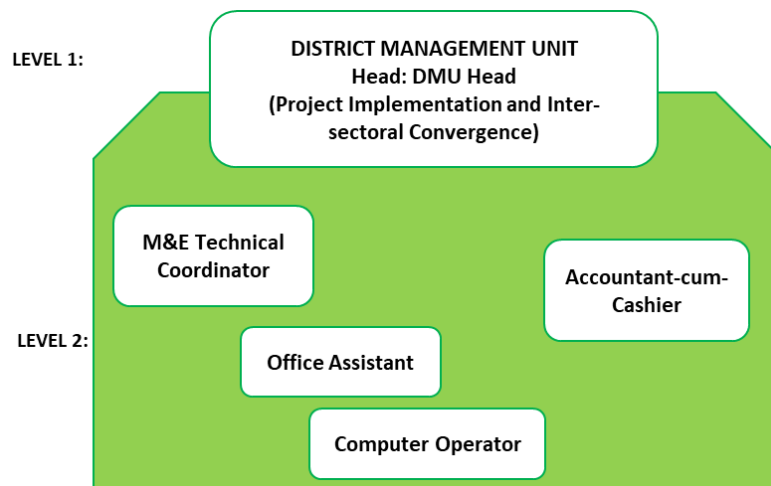 LEVEL 1:
DISTRICT MANAGEMENT UNIT
Head: DMU Head
(Project Implementation and Inter-
sectoral Convergence)
M&E Technical
Coordinator
Accountant-cum-
Cashier
LEVEL 2:
Office Assistant
Computer Operator